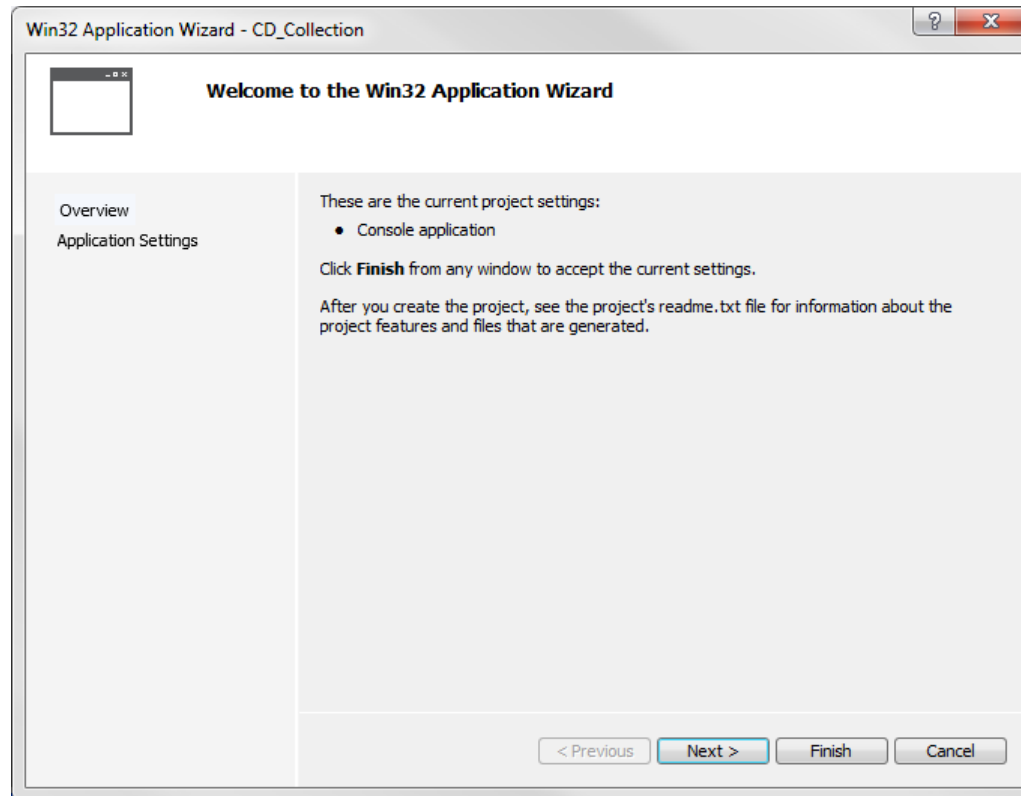 Win32 Application Wizard - CD_Collection
Welcome to the Win32 Application Wizard
Overview
Application Settings
These are the current project settings:
• Console application
Click Finish from any window to accept the current settings.
After you create the project, see the project's readme.txt file for information about the
project features and files that are generated.
< Previous Next > Finish Cancel